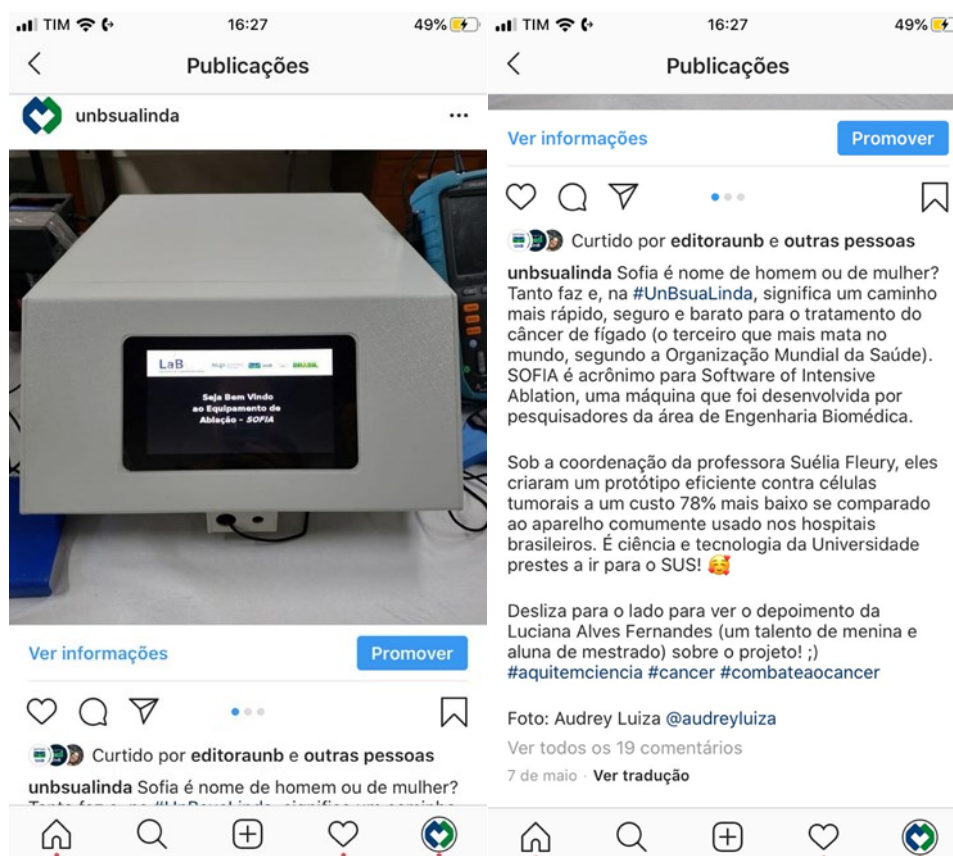 TIM
16:27
49%
Publicações
unbsualinda
LaB
BRASIL
Seja Bem Vindo
ao Equipamento de
Ablação - SOFIA
Ver informações
Promover
Curtido por editoraunb e outras pessoas
unbsualinda Sofia é nome de homem ou de mulher?
TIM
16:27
49%
Publicações
Ver informações
Promover
Curtido por editoraunb e outras pessoas
unbsualinda Sofia é nome de homem ou de mulher?
Tanto faz e, na #UnBsuaLinda, significa um caminho
mais rápido, seguro e barato para o tratamento do
câncer de fígado (o terceiro que mais mata no
mundo, segundo a Organização Mundial da Saúde).
SOFIA é acrônimo para Software of Intensive
Ablation, uma máquina que foi desenvolvida por
pesquisadores da área de Engenharia Biomédica.
Sob a coordenação da professora Suélia Fleury, eles
criaram um protótipo eficiente contra células
tumorais a um custo 78% mais baixo se comparado
ao aparelho comumente usado nos hospitais
brasileiros. É ciência e tecnologia da Universidade
prestes a ir para o SUS! 🥰
Desliza para o lado para ver o depoimento da
Luciana Alves Fernandes (um talento de menina e
aluna de mestrado) sobre o projeto! ;)
#aquitemciencia #cancer #combateaocancer
Foto: Audrey Luiza @audreyluiza
Ver todos os 19 comentários
7 de maio · Ver tradução